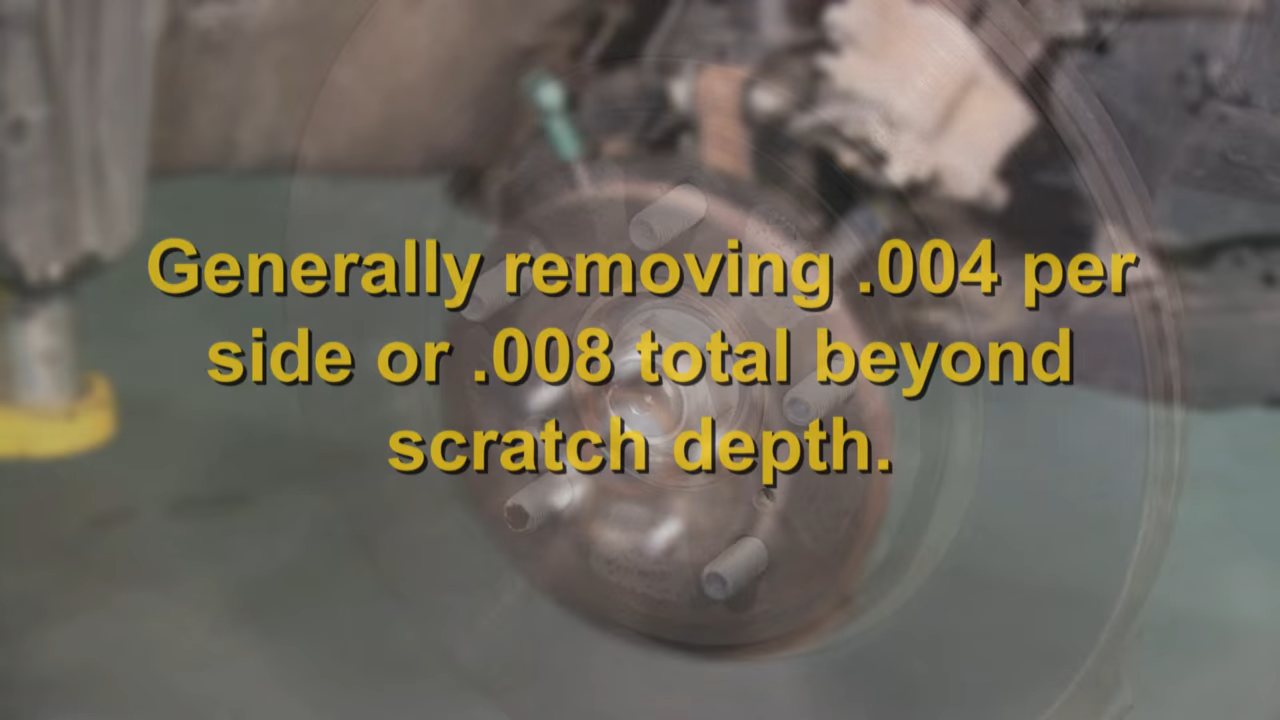 Generally removing .004 per
side or .008 total beyond
scratch depth.